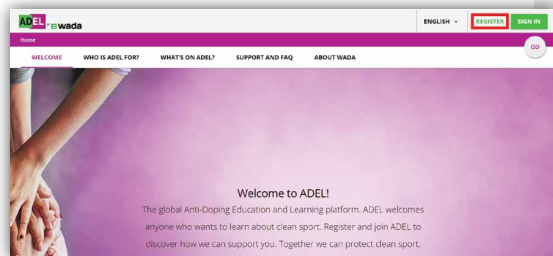 ADEL wada
ENGLISH REGISTER SIGN IN
Home
WELCOME WHO IS ADEL FOR? WHAT'S ON ADEL? SUPPORT AND FAQ ABOUT WADA
Welcome to ADEL!
The global Anti-Doping Education and Learning platform. ADEL welcomes
anyone who wants to learn about clean sport. Register and join ADEL to
discover how we can support you. Together we can protect clean sport.